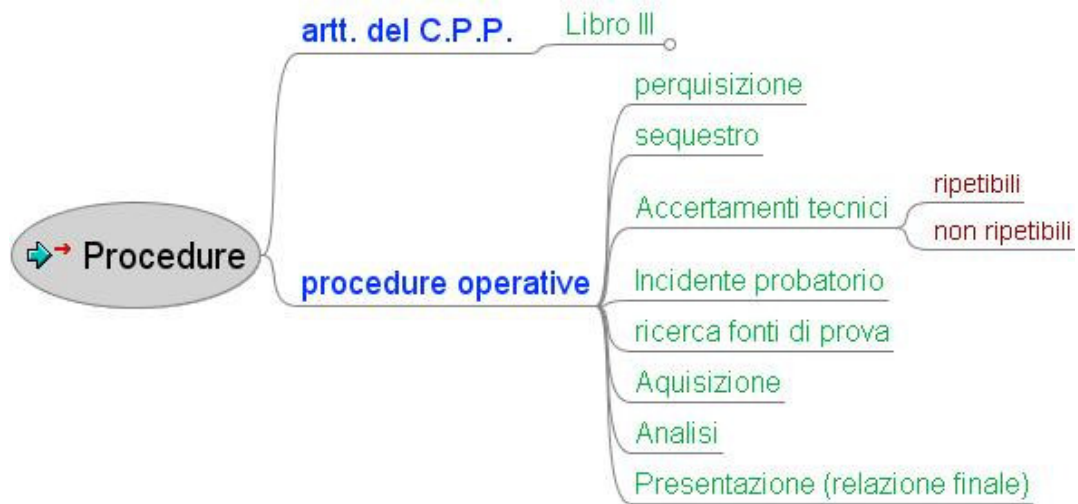 artt. del C.P.P.
Libro III
perquisizione
sequestro
Accertamenti tecnici
ripetibili
non ripetibili
Procedure
procedure operative
Incidente probatorio
ricerca fonti di prova
Aquisizione
Analisi
Presentazione (relazione finale)